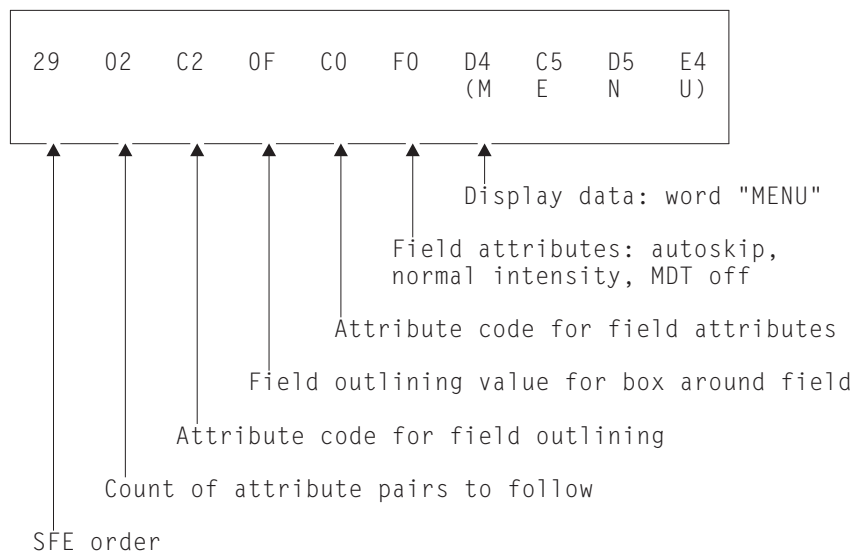 29 02 C2 0F C0 F0 D4 C5 D5 E4
(M E N U)
Display data: word "MENU"
Field attributes: autoskip,
normal intensity, MDT off
Attribute code for field attributes
Field outlining value for box around field
Attribute code for field outlining
Count of attribute pairs to follow
SFE order